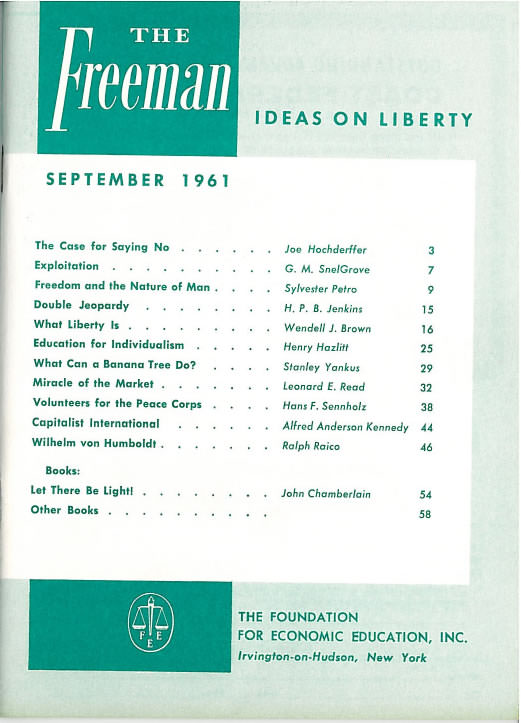 THE
Freeman
IDEAS ON LIBERTY
SEPTEMBER 1961
The Case for Saying No . . . . . . Joe Hochderffer 3
Exploitation . . . . . . . . . . G. M. SnelGrove 7
Freedom and the Nature of Man . . . . Sylvester Petro 9
Double Jeopardy . . . . . . . . H. P. B. Jenkins 15
What Liberty Is . . . . . . . . . Wendell J. Brown 16
Education for Individualism . . . . . Henry Hazlitt 25
What Can a Banana Tree Do? . . . . Stanley Yankus 29
Miracle of the Market . . . . . . . Leonard E. Read 32
Volunteers for the Peace Corps . . . . Hans F. Sennholz 38
Capitalist International . . . . . . Alfred Anderson Kennedy 44
Wilhelm von Humboldt . . . . . . . Ralph Raico 46
Books:
Let There Be Light! . . . . . . . . John Chamberlain 54
Other Books . . . . . . . . . . 58
F E E
THE FOUNDATION
FOR ECONOMIC EDUCATION, INC.
Irvington-on-Hudson, New York